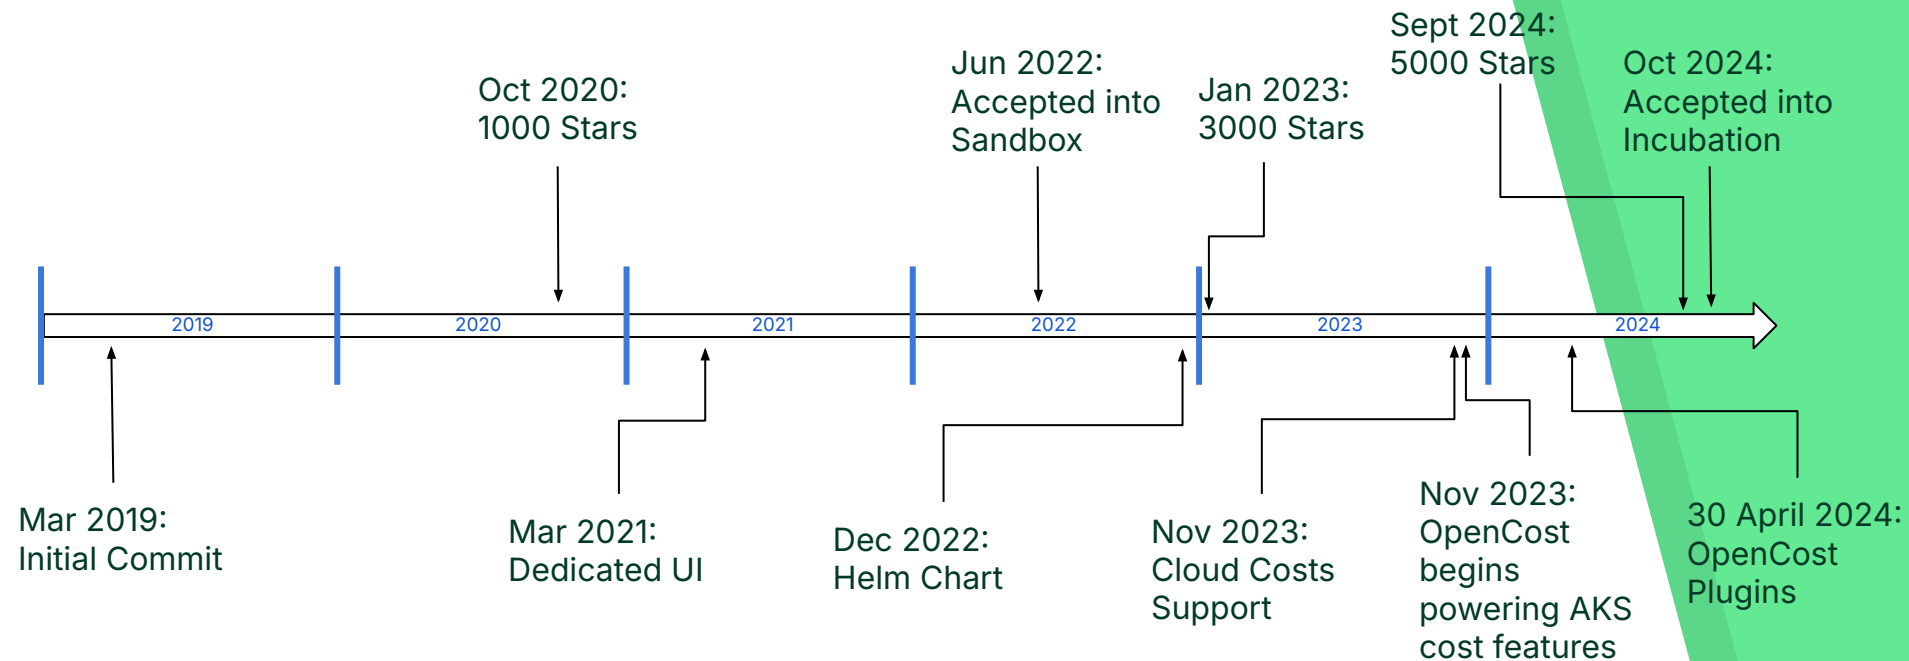 Sept 2024:
5000 Stars
Oct 2020:
1000 Stars
Jun 2022:
Accepted into
Sandbox
Jan 2023:
3000 Stars
Oct 2024:
Accepted into
Incubation
2019
2020
2021
2022
2023
2024
Mar 2019:
Initial Commit
Mar 2021:
Dedicated UI
Dec 2022:
Helm Chart
Nov 2023:
Cloud Costs
Support
Nov 2023:
OpenCost
begins
powering AKS
cost features
30 April 2024:
OpenCost
Plugins